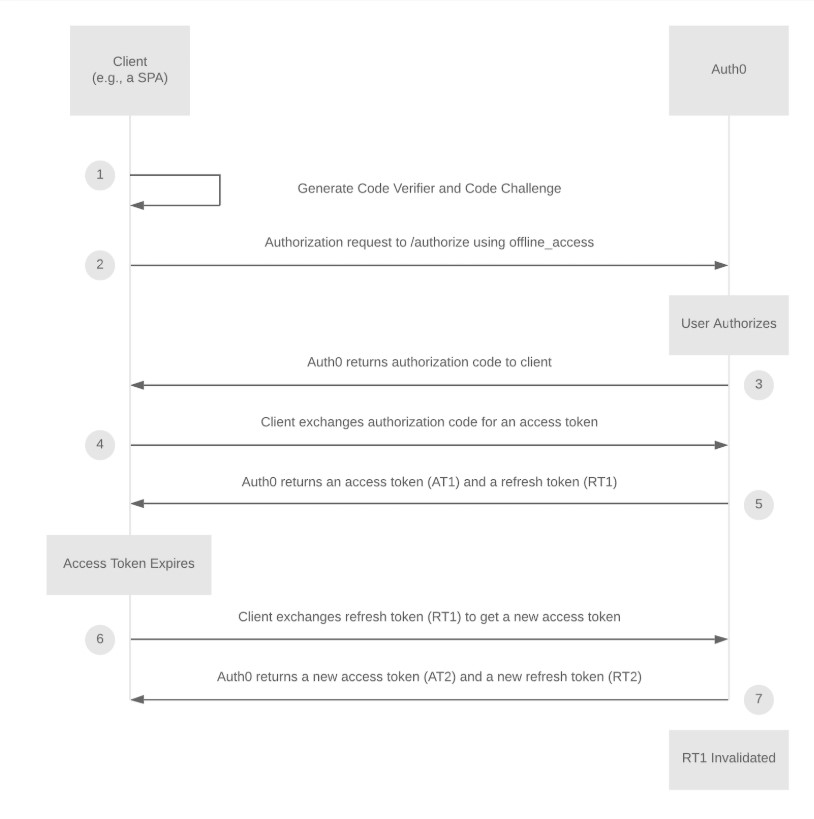 Client
(e.g., a SPA)
Auth0
1
Generate Code Verifier and Code Challenge
Authorization request to /authorize using offline_access
2
User Authorizes
Auth0 returns authorization code to client
3
Client exchanges authorization code for an access token
4
Auth0 returns an access token (AT1) and a refresh token (RT1)
5
Access Token Expires
Client exchanges refresh token (RT1) to get a new access token
6
Auth0 returns a new access token (AT2) and a new refresh token (RT2)
7
RT1 Invalidated